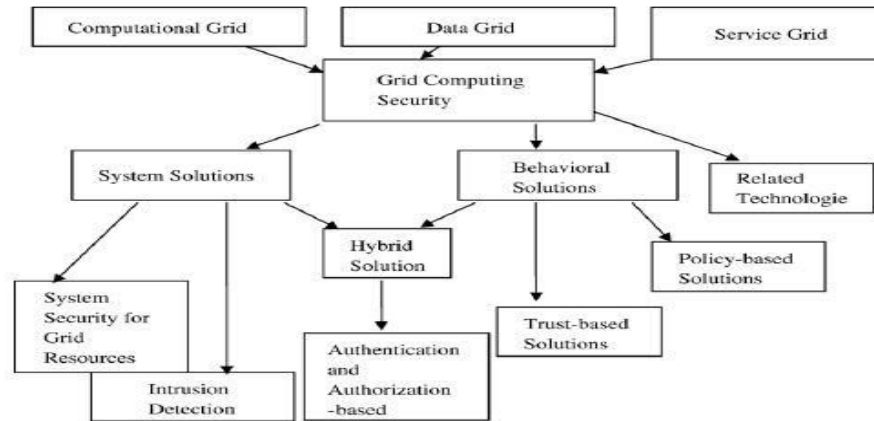 Computational Grid
Data Grid
Service Grid
Grid Computing
Security
System Solutions
Behavioral
Solutions
Related
Technologie
Hybrid
Solution
Policy-based
Solutions
System
Security for
Grid
Resources
Trust-based
Solutions
Authentication
and
Authorization
-based
Intrusion
Detection